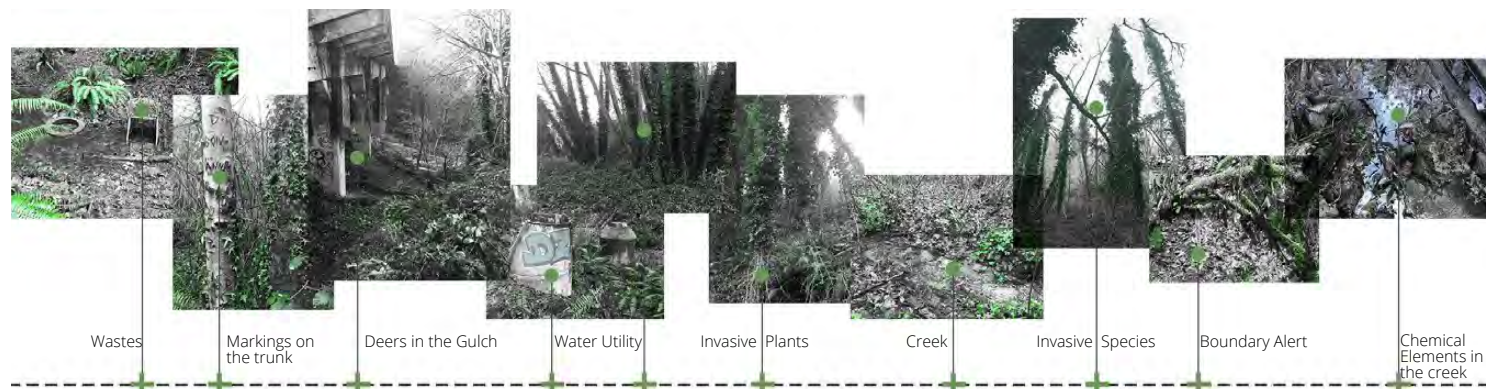 Wastes
Markings on
the trunk
Deers in the Gulch
Water Utility
Invasive Plants
Creek
Invasive Species
Boundary Alert
Chemical
Elements in
the creek